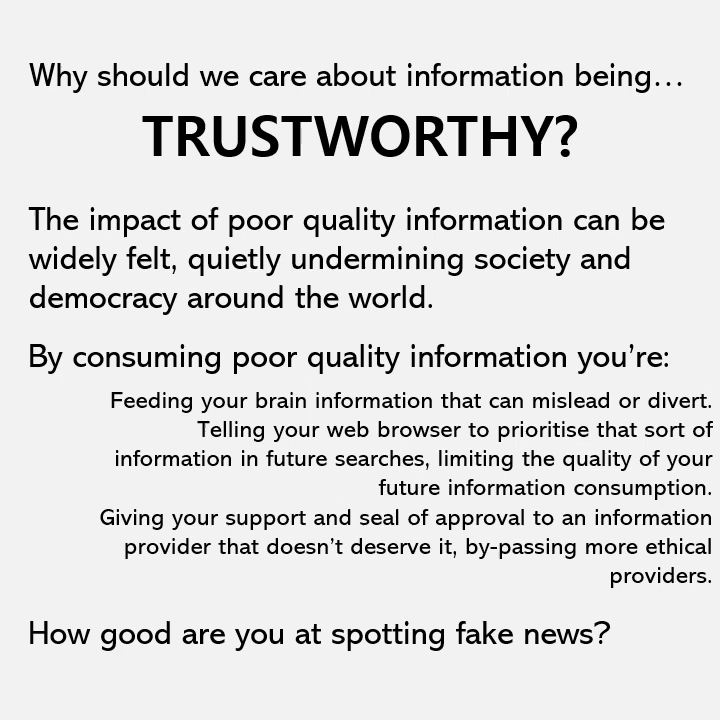 Why should we care about information being…
TRUSTWORTHY?
The impact of poor quality information can be
widely felt, quietly undermining society and
democracy around the world.
By consuming poor quality information you’re:
Feeding your brain information that can mislead or divert.
Telling your web browser to prioritise that sort of
information in future searches, limiting the quality of your
future information consumption.
Giving your support and seal of approval to an information
provider that doesn’t deserve it, by-passing more ethical
providers.
How good are you at spotting fake news?